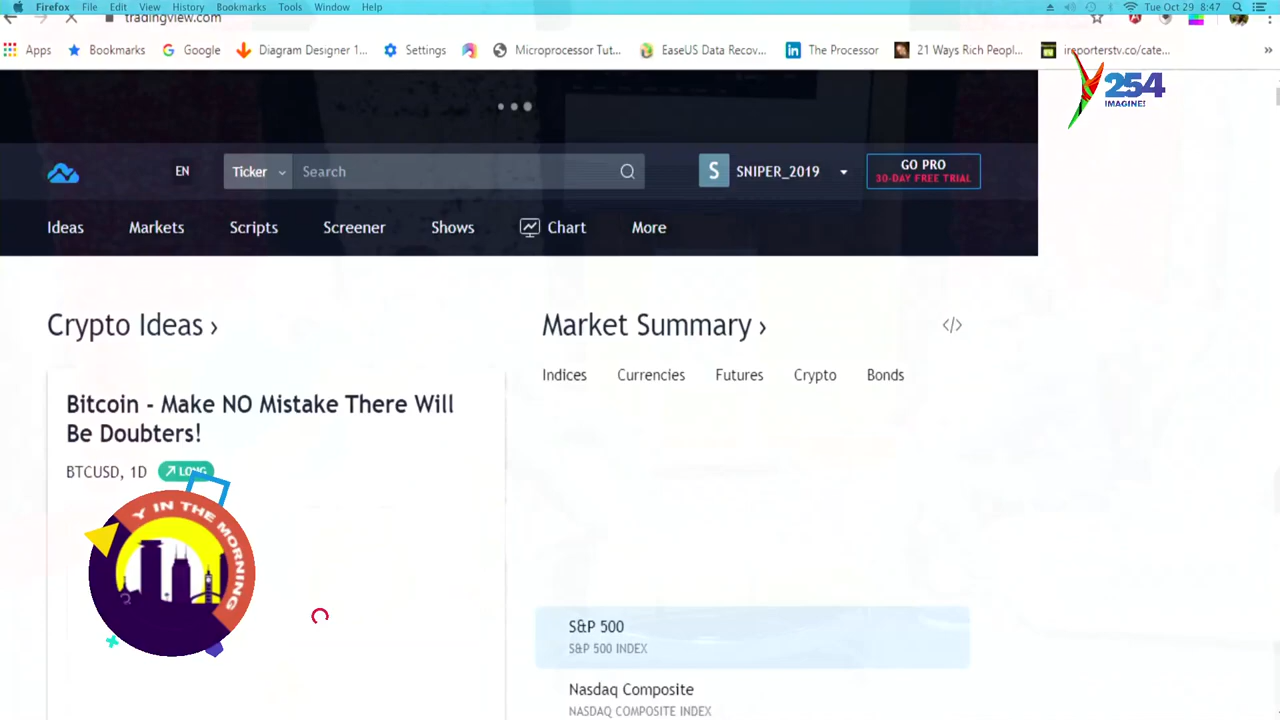 Firefox File Edit View History Bookmarks Tools Window Help Tue Oct 29 8:47
tradingview.com
Apps Bookmarks Google Diagram Designer 1... Settings Microprocessor Tut... EaseUS Data Recov... The Processor 21 Ways Rich Peopl... ireporterstv.co/cate... »
Y 254
IMAGINE!
EN Ticker Search S SNIPER_2019 GO PRO
30-DAY FREE TRIAL
Ideas Markets Scripts Screener Shows Chart More
Crypto Ideas › Market Summary ›
Indices Currencies Futures Crypto Bonds
Bitcoin - Make NO Mistake There Will
Be Doubters!
BTCUSD, 1D LONG
Y IN THE MORNING
S&P 500
S&P 500 INDEX
Nasdaq Composite
NASDAQ COMPOSITE INDEX